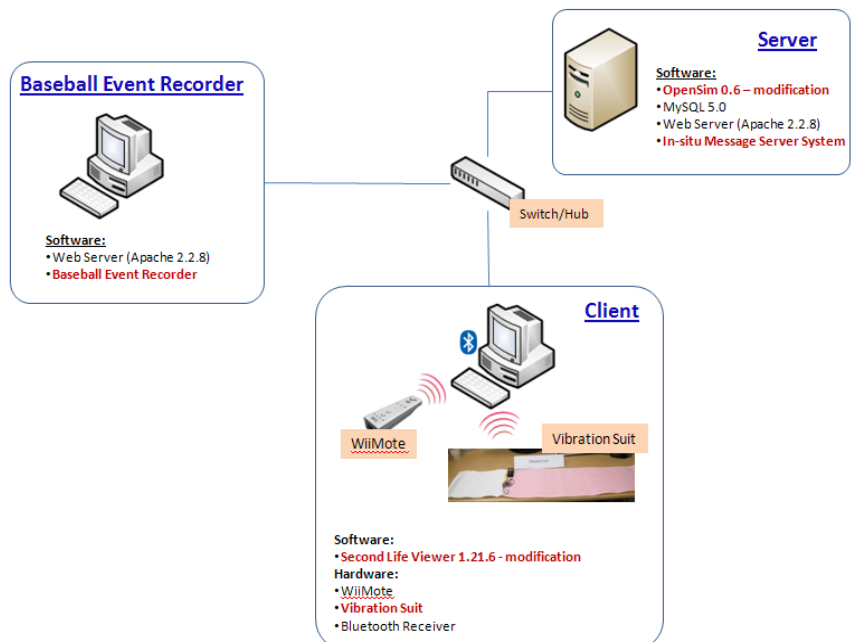 Baseball Event Recorder
Software:
•Web Server (Apache 2.2.8)
•Baseball Event Recorder
Server
Software:
•OpenSim 0.6 – modification
•MySQL 5.0
•Web Server (Apache 2.2.8)
•In-situ Message Server System
Switch/Hub
Client
WiiMote
Vibration Suit
Software:
•Second Life Viewer 1.21.6 - modification
Hardware:
•WiiMote
•Vibration Suit
•Bluetooth Receiver